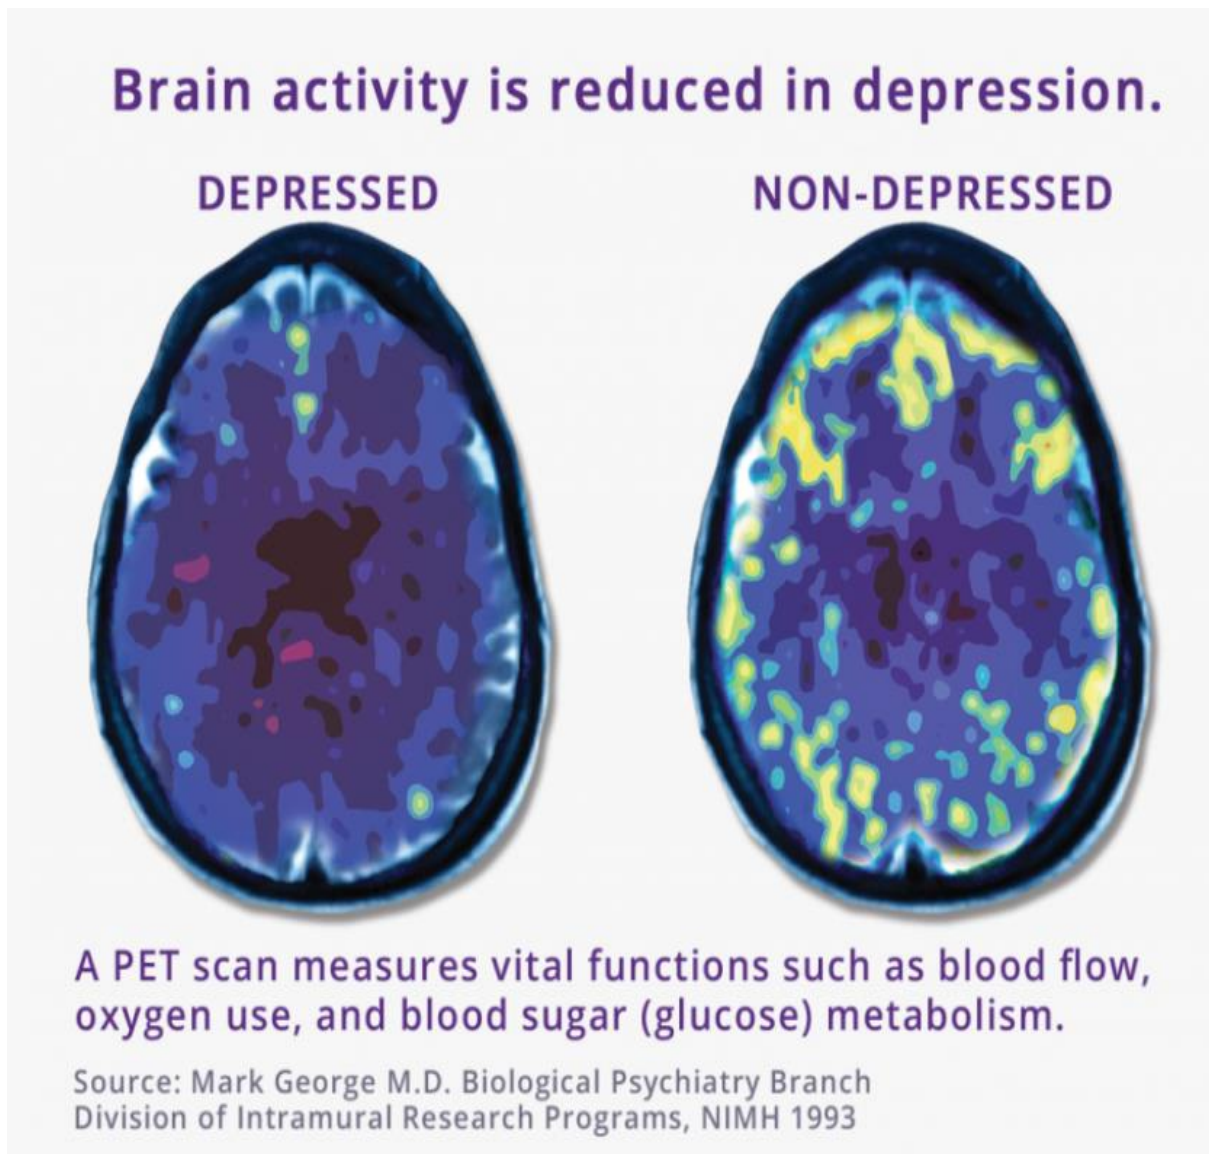 Brain activity is reduced in depression.
DEPRESSED
NON-DEPRESSED
A PET scan measures vital functions such as blood flow,
oxygen use, and blood sugar (glucose) metabolism.
Source: Mark George M.D. Biological Psychiatry Branch
Division of Intramural Research Programs, NIMH 1993